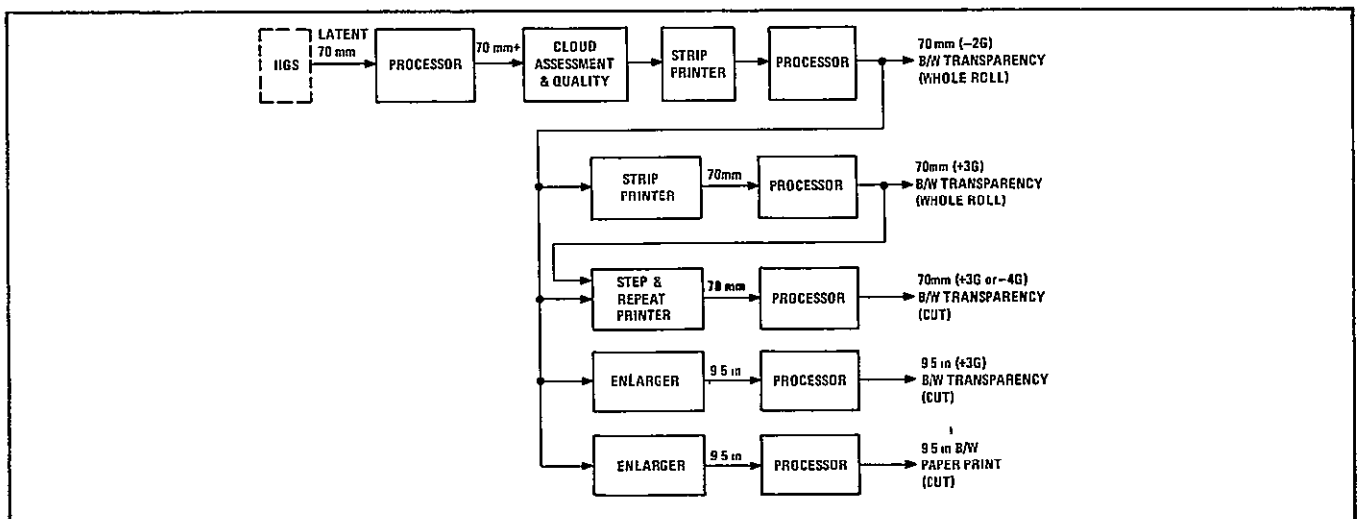 IIGS
LATENT
70 mm
PROCESSOR
70 mm+
CLOUD
ASSESSMENT
& QUALITY
STRIP
PRINTER
PROCESSOR
70mm (-2G)
B/W TRANSPARENCY
(WHOLE ROLL)
STRIP
PRINTER
70mm
PROCESSOR
70mm (+3G)
B/W TRANSPARENCY
(WHOLE ROLL)
STEP &
REPEAT
PRINTER
70 mm
PROCESSOR
70mm (+3G or -4G)
B/W TRANSPARENCY
(CUT)
ENLARGER
9 5 in
PROCESSOR
9 5 in (+3G)
B/W TRANSPARENCY
(CUT)
ENLARGER
9 5 in
PROCESSOR
9 5 in B/W
PAPER PRINT
(CUT)